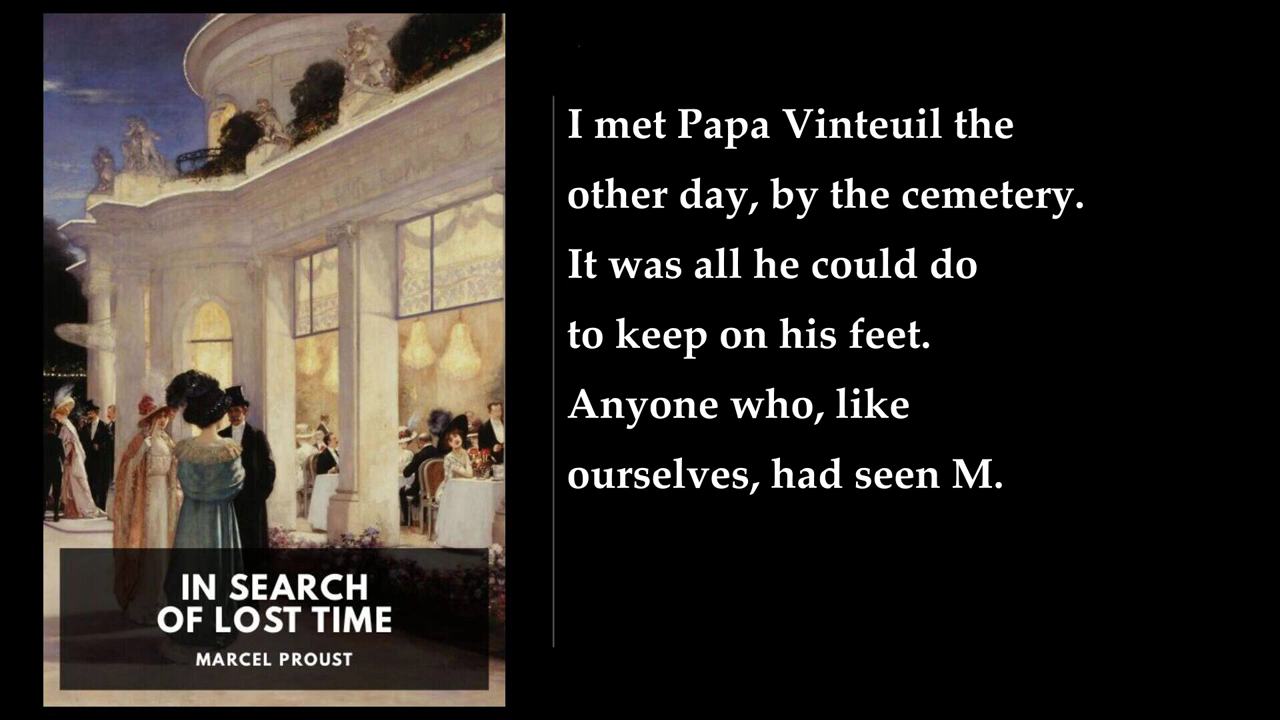 I met Papa Vinteuil the
other day, by the cemetery.
It was all he could do
to keep on his feet.
Anyone who, like
ourselves, had seen M.
IN SEARCH
OF LOST TIME
MARCEL PROUST